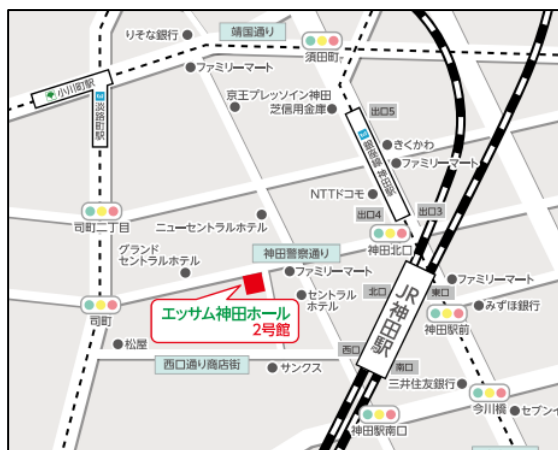 りそな銀行
靖国通り
須田町
ファミリーマート
小川町駅
淡路町駅
京王プレッソイン神田
芝信用金庫
出口5
きくかわ
ファミリーマート
銀座線 神田駅
NTTドコモ
出口4
出口3
司町二丁目
ニューセントラルホテル
神田北口
グランド
セントラルホテル
神田警察通り
ファミリーマート
ファミリーマート
北口
東口
セントラル
ホテル
みずほ銀行
エッサム神田ホール
2号館
司町
JR神田駅
神田駅前
松屋
西口
西口通り商店街
サンクス
南口
三井住友銀行
今川橋
セブンイ
神田駅南口